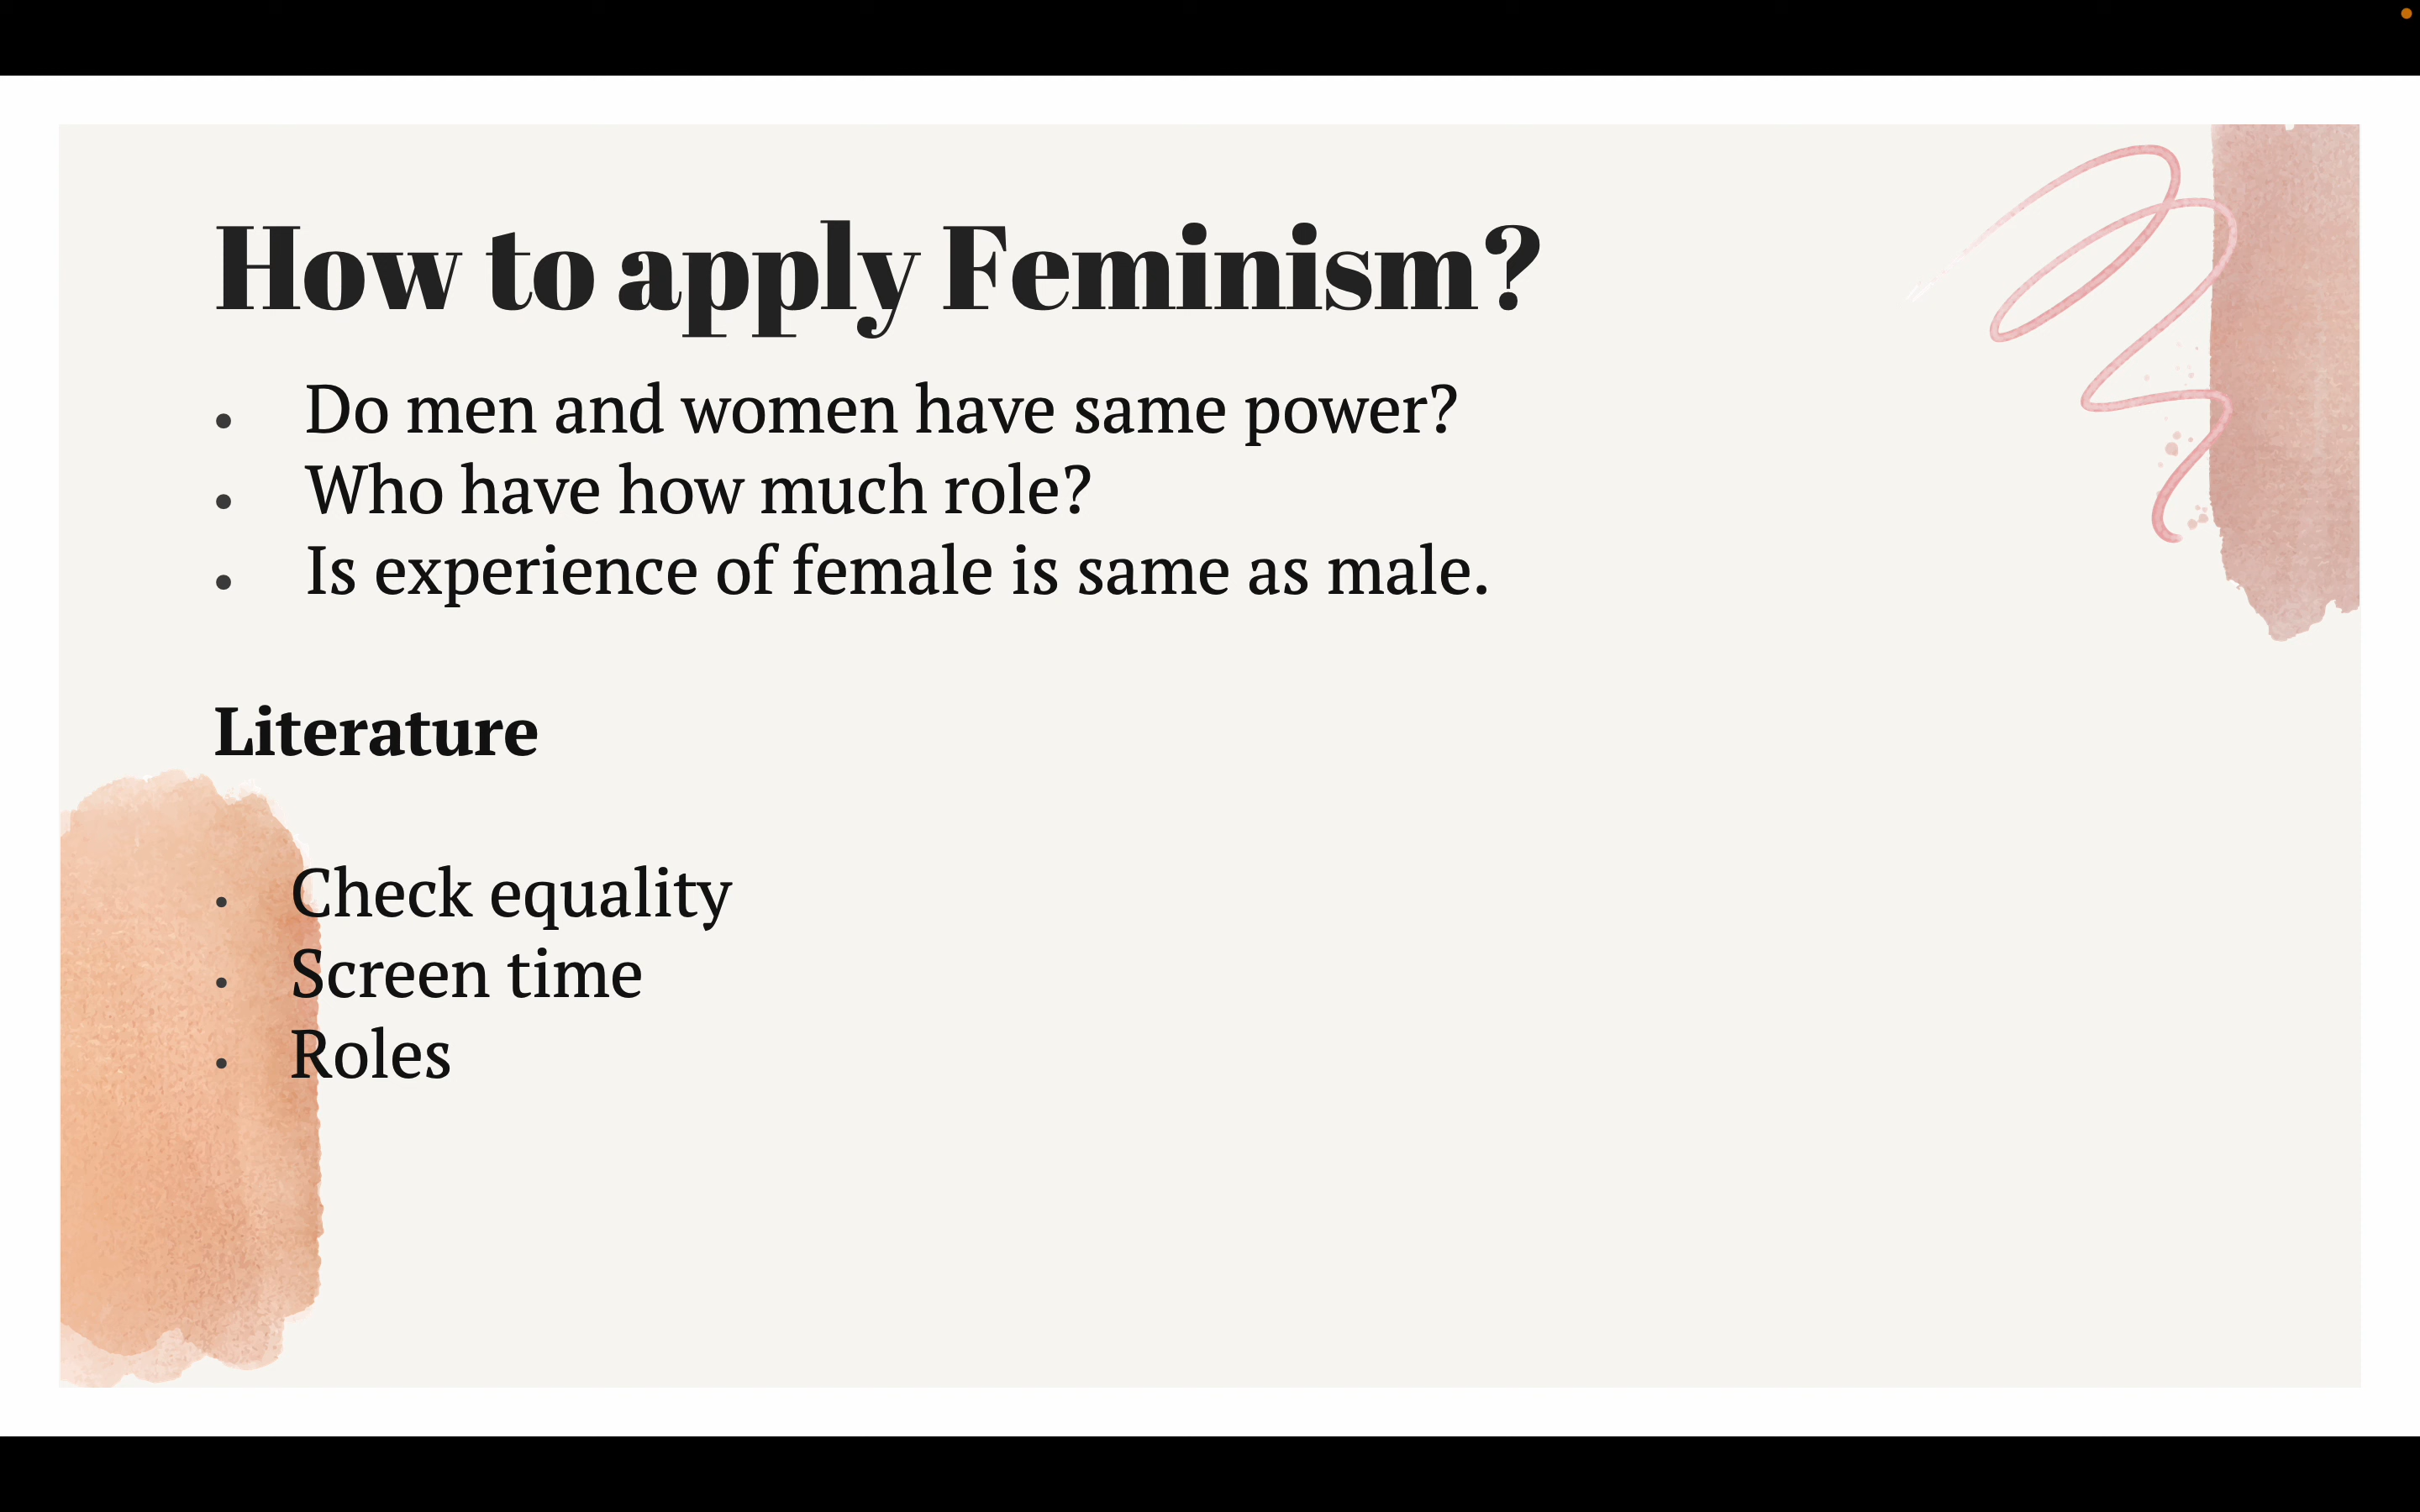 How to apply Feminism?
• Do men and women have same power?
• Who have how much role?
• Is experience of female is same as male.
Literature
• Check equality
• Screen time
• Roles